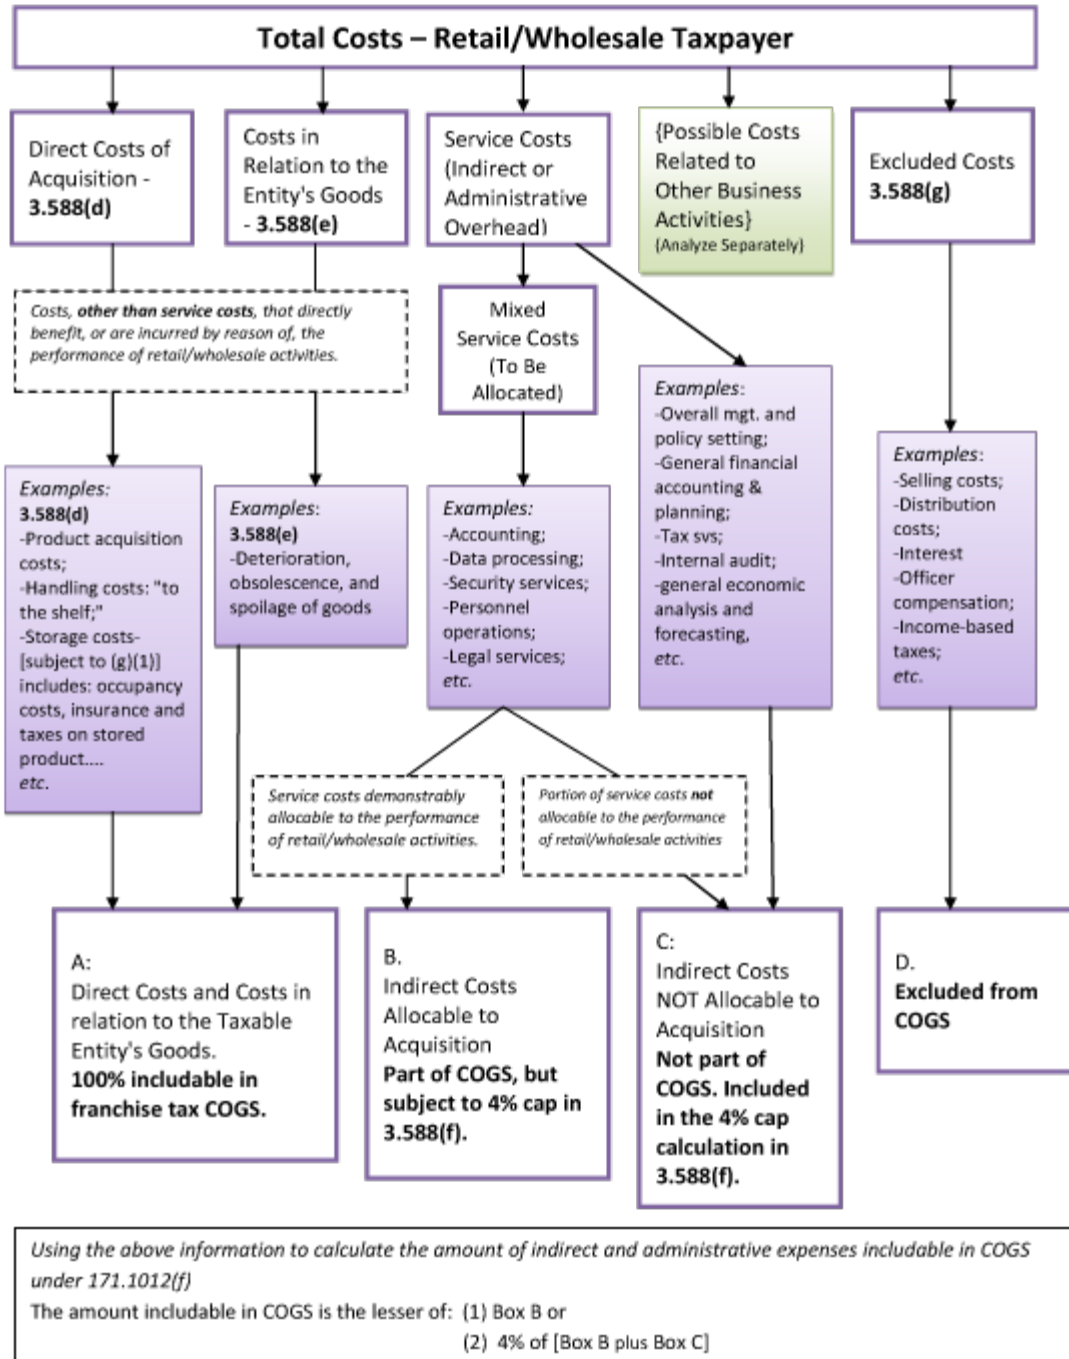 Total Costs – Retail/Wholesale Taxpayer
Direct Costs of
Acquisition -
3.588(d)
Costs in
Relation to the
Entity's Goods
- 3.588(e)
Service Costs
(Indirect or
Administrative
Overhead)
{Possible Costs
Related to
Other Business
Activities}
{Analyze Separately}
Excluded Costs
3.588(g)
Costs, other than service costs, that directly
benefit, or are incurred by reason of, the
performance of retail/wholesale activities.
Mixed
Service Costs
(To Be
Allocated)
Examples:
3.588(d)
-Product acquisition
costs;
-Handling costs: "to
the shelf;"
-Storage costs-
[subject to (g)(1)]
includes: occupancy
costs, insurance and
taxes on stored
product....
etc.
Examples:
3.588(e)
-Deterioration,
obsolescence, and
spoilage of goods
Examples:
-Accounting;
-Data processing;
-Security services;
-Personnel
operations;
-Legal services;
etc.
Examples:
-Overall mgt. and
policy setting;
-General financial
accounting &
planning;
-Tax svs;
-Internal audit;
-general economic
analysis and
forecasting,
etc.
Examples:
-Selling costs;
-Distribution
costs;
-Interest
-Officer
compensation;
-Income-based
taxes;
etc.
Service costs demonstrably
allocable to the performance
of retail/wholesale activities.
Portion of service costs not
allocable to the performance
of retail/wholesale activities
A:
Direct Costs and Costs in
relation to the Taxable
Entity's Goods.
100% includable in
franchise tax COGS.
B.
Indirect Costs
Allocable to
Acquisition
Part of COGS, but
subject to 4% cap in
3.588(f).
C:
Indirect Costs
NOT Allocable to
Acquisition
Not part of
COGS. Included
in the 4% cap
calculation in
3.588(f).
D.
Excluded from
COGS
Using the above information to calculate the amount of indirect and administrative expenses includable in COGS
under 171.1012(f)
The amount includable in COGS is the lesser of: (1) Box B or
(2) 4% of [Box B plus Box C]